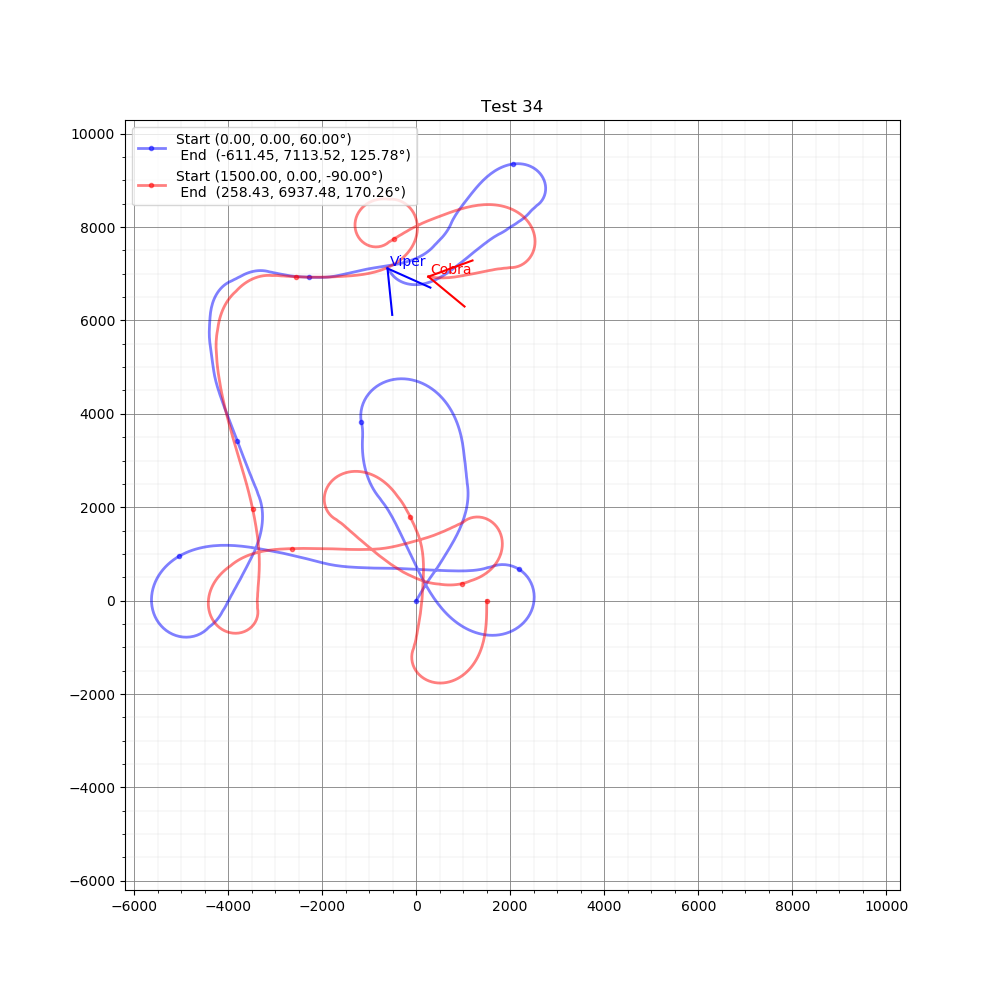 Test 34
10000
8000
6000
4000
2000
0
−2000
−4000
−6000
Start (0.00, 0.00, 60.00°)
End  (-611.45, 7113.52, 125.78°)
Start (1500.00, 0.00, -90.00°)
End  (258.43, 6937.48, 170.26°)
Viper
Cobra
−6000 −4000 −2000 0 2000 4000 6000 8000 10000